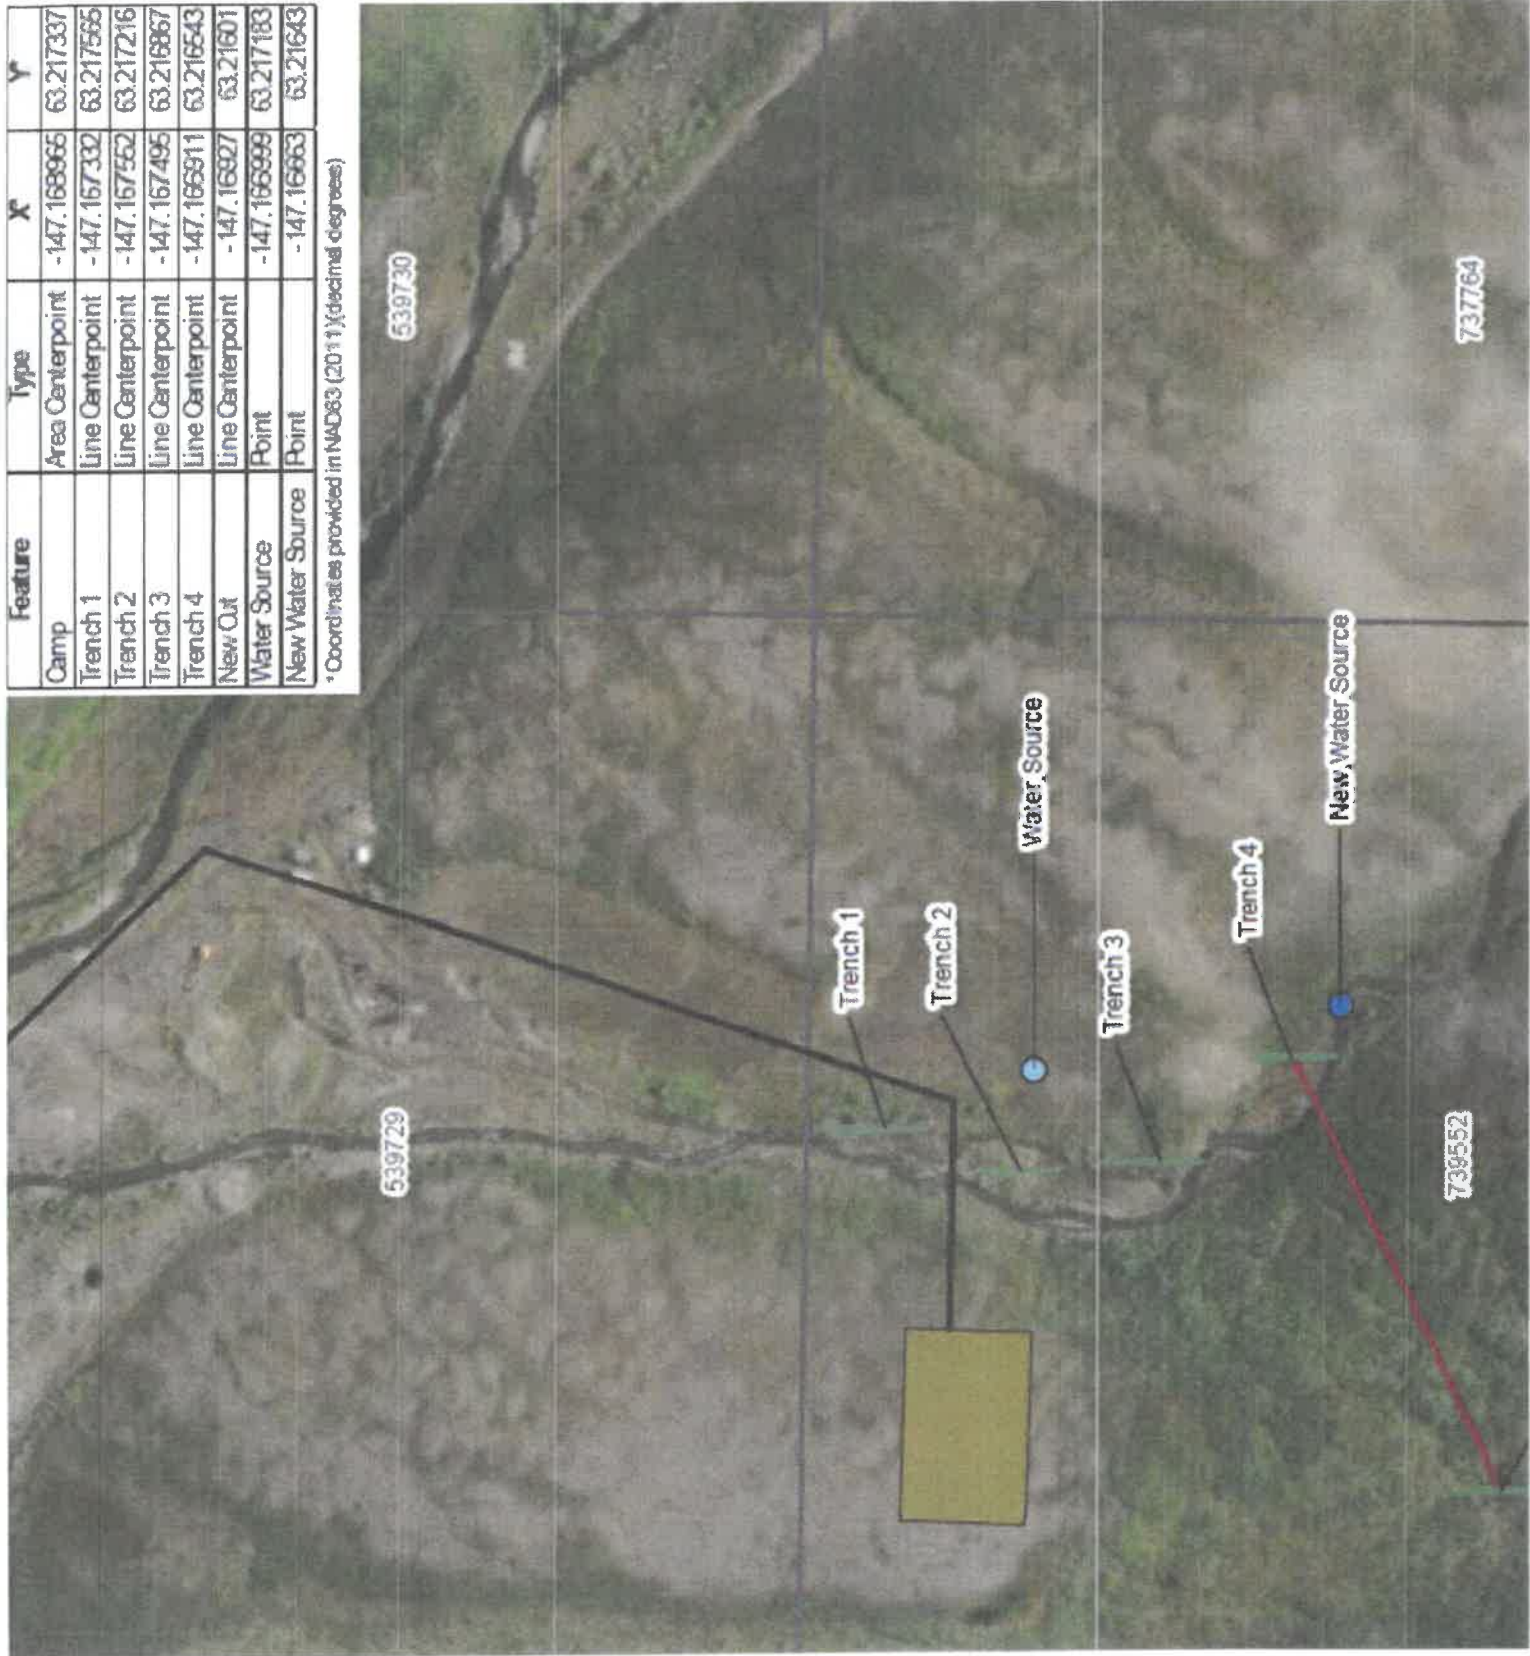 Feature Type X* Y*
Camp Area Centerpoint -147.168965 63.217337
Trench 1 Line Centerpoint -147.167332 63.217565
Trench 2 Line Centerpoint -147.167552 63.217216
Trench 3 Line Centerpoint -147.167495 63.216867
Trench 4 Line Centerpoint -147.166911 63.216543
New Cut Line Centerpoint -147.16927 63.21601
Water Source Point -147.166999 63.217183
New Water Source Point -147.16663 63.21643
*Coordinates provided in NAD83 (2011)(decimal degrees)
539729
539730
Trench 1
Trench 2
Water Source
Trench 3
Trench 4
New Water Source
739552
737764